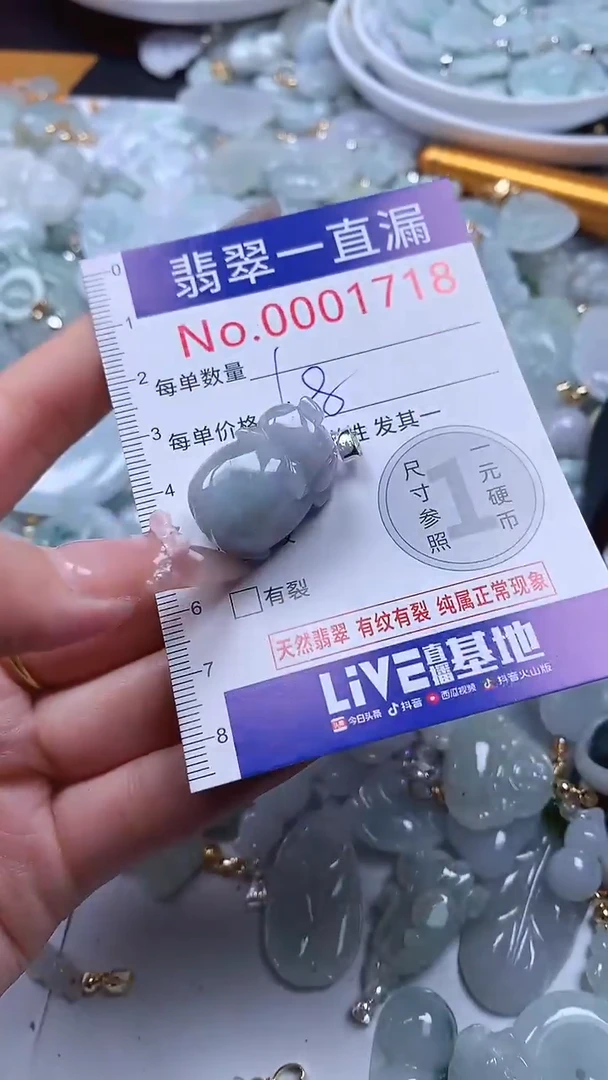 翡翠一直漏
No.0001718
0
1
2
每单数量
18
3
每单价格
性 发其一
4
1
尺寸参照
一元硬币
6
有裂
天然翡翠 有纹有裂 纯属正常现象
7
LiVE直播基地
头条 今日头条 抖音 西瓜视频 抖音火山版
8